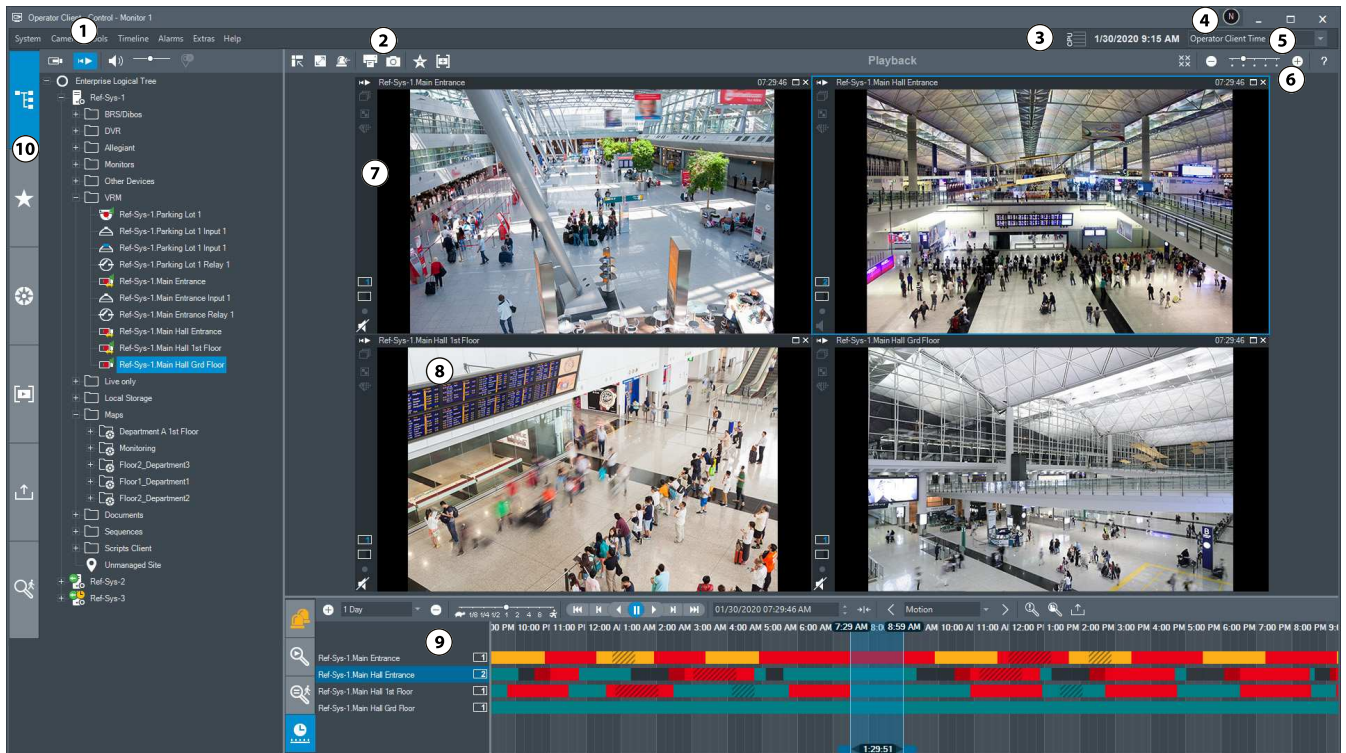 Operator Client - Control - Monitor 1
1
4
N
System Camera Tools Timeline Alarms Extras Help
2
3
1/30/2020 9:15 AM
Operator Client Time
5
Playback
6
?
Enterprise Logical Tree
Ref-Sys-1
BRS/Dibos
DVR
10
Allegiant
Monitors
Other Devices
VRM
Ref-Sys-1.Parking Lot 1
Ref-Sys-1.Parking Lot 1 Input 1
Ref-Sys-1.Parking Lot 1 Input 1
Ref-Sys-1.Parking Lot 1 Relay 1
Ref-Sys-1.Main Entrance
Ref-Sys-1.Main Entrance Input 1
Ref-Sys-1.Main Entrance Relay 1
Ref-Sys-1.Main Hall Entrance
Ref-Sys-1.Main Hall 1st Floor
Ref-Sys-1.Main Hall Grd Floor
Live only
Local Storage
Maps
Department A 1st Floor
Monitoring
Floor2_Department3
Floor1_Department1
Floor2_Department2
Documents
Sequences
Scripts Client
Unmanaged Site
Ref-Sys-2
Ref-Sys-3
Ref-Sys-1.Main Entrance
07:29:46
7
1
Ref-Sys-1.Main Hall Entrance
07:29:46
2
Ref-Sys-1.Main Hall 1st Floor
8
1
Ref-Sys-1.Main Hall Grd Floor
07:29:46
B
1
1 Day
1/8 1/4 1/2 1 2 4 8
01/30/2020 07:29:46 AM
Motion
9
00 PM 10:00 PM 11:00 PM 12:00 AM 1:00 AM 2:00 AM 3:00 AM 4:00 AM 5:00 AM 6:00 AM 7:29 AM 8:0 8:59 AM AM 10:00 AM 11:00 AM 12:00 PM 1:00 PM 2:00 PM 3:00 PM 4:00 PM 5:00 PM 6:00 PM 7:00 PM 8:00 PM 9:
Ref-Sys-1.Main Entrance 1
Ref-Sys-1.Main Hall Entrance 2
Ref-Sys-1.Main Hall 1st Floor 1
Ref-Sys-1.Main Hall Grd Floor 1
1:29:51